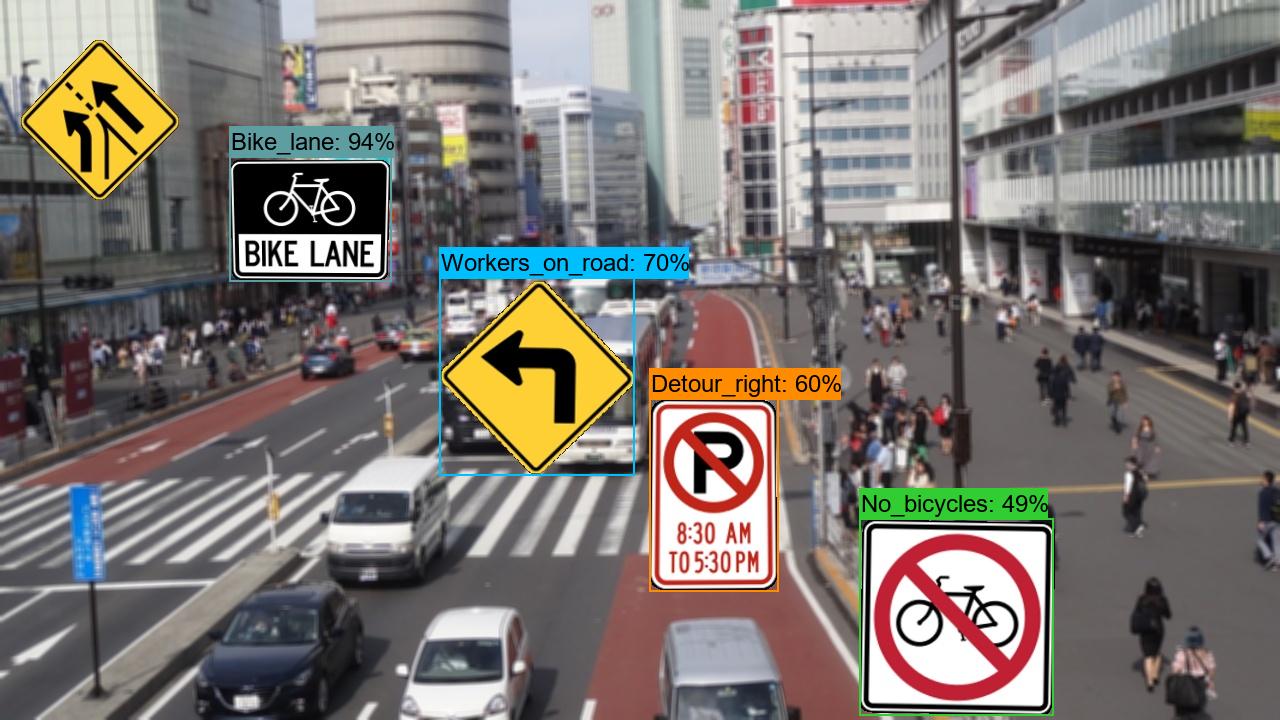 Bike_lane: 94%
BIKE LANE
Workers_on_road: 70%
Detour_right: 60%
P
8:30 AM
TO 5:30 PM
No_bicycles: 49%